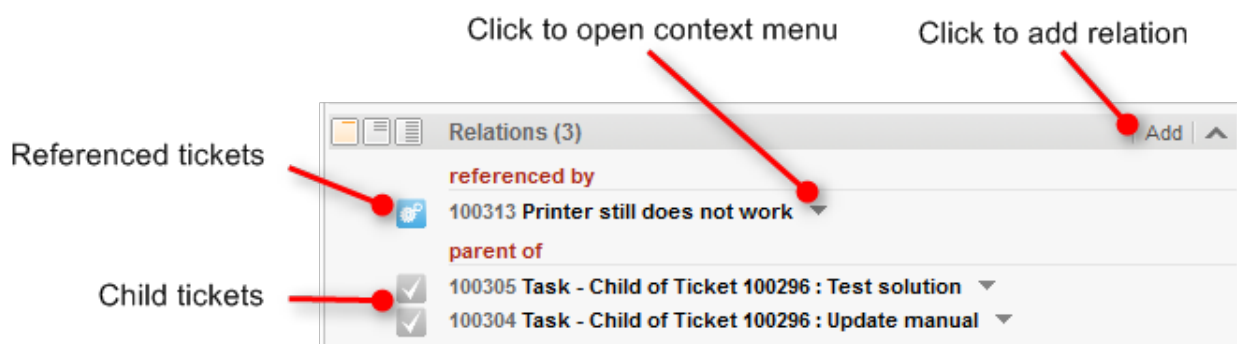 Click to open context menu
Click to add relation
Relations (3)
Add
Referenced tickets
referenced by
100313 Printer still does not work
parent of
Child tickets
100305 Task - Child of Ticket 100296 : Test solution
100304 Task - Child of Ticket 100296 : Update manual